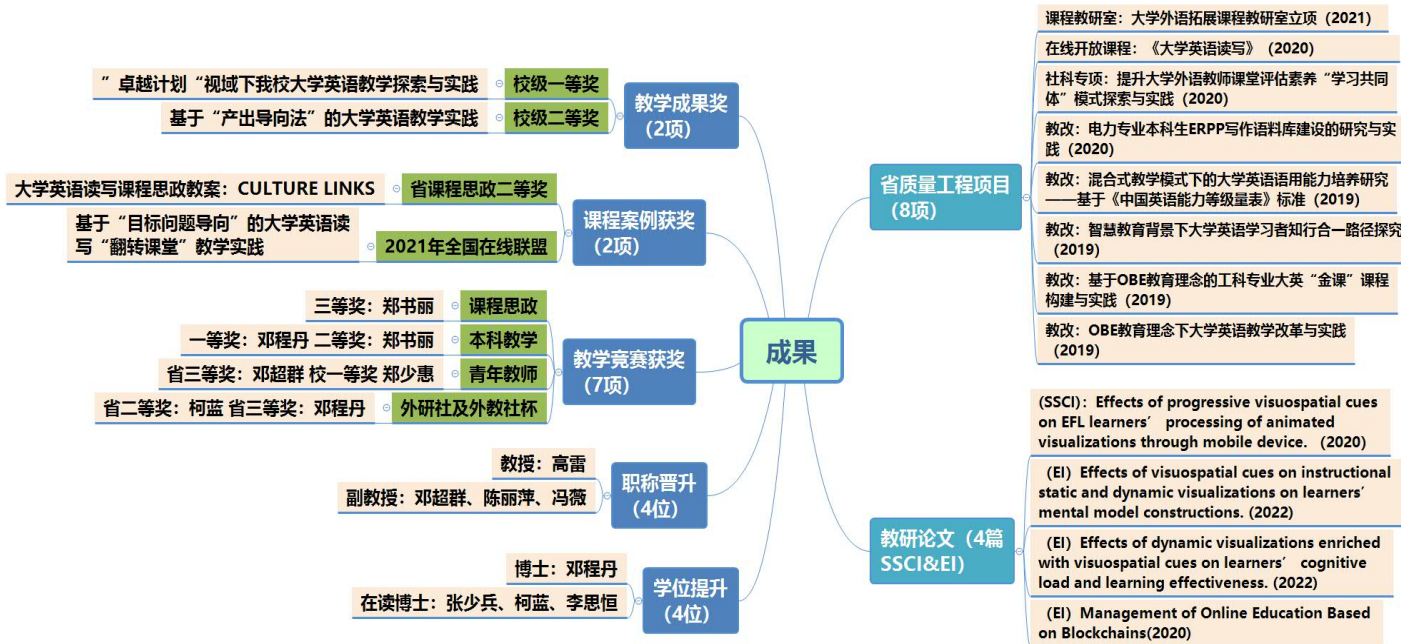 成果
教学成果奖
(2项)
校级一等奖
”卓越计划“视域下我校大学英语教学探索与实践
校级二等奖
基于“产出导向法”的大学英语教学实践
课程案例获奖
(2项)
省课程思政二等奖
大学英语读写课程思政教案：CULTURE LINKS
2021年全国在线联盟
基于“目标问题导向”的大学英语读
写“翻转课堂”教学实践
教学竞赛获奖
(7项)
课程思政
三等奖：郑书丽
本科教学
一等奖：邓程丹 二等奖：郑书丽
青年教师
省三等奖：邓超群 校一等奖 郑少惠
外研社及外教社杯
省二等奖：柯蓝 省三等奖：邓程丹
职称晋升
(4位)
教授：高雷
副教授：邓超群、陈丽萍、冯薇
学位提升
(4位)
博士：邓程丹
在读博士：张少兵、柯蓝、李思恒
省质量工程项目
(8项)
课程教研室：大学外语拓展课程教研室立项（2021）
在线开放课程：《大学英语读写》（2020）
社科专项：提升大学外语教师课堂评估素养“学习共同
体”模式探索与实践（2020）
教改：电力专业本科生ERPP写作语料库建设的研究与实
践（2020）
教改：混合式教学模式下的大学英语语用能力培养研究
——基于《中国英语能力等级量表》标准（2019）
教改：智慧教育背景下大学英语学习者知行合一路径探究
（2019）
教改：基于OBE教育理念的工科专业大英“金课”课程
构建与实践（2019）
教改：OBE教育理念下大学英语教学改革与实践
（2019）
教研论文（4篇
SSCI&EI)
(SSCI)：Effects of progressive visuospatial cues
on EFL learners’ processing of animated
visualizations through mobile device. （2020）
（EI）Effects of visuospatial cues on instructional
static and dynamic visualizations on learners’
mental model constructions. (2022)
（EI）Effects of dynamic visualizations enriched
with visuospatial cues on learners’ cognitive
load and learning effectiveness. (2022)
（EI）Management of Online Education Based
on Blockchains(2020)